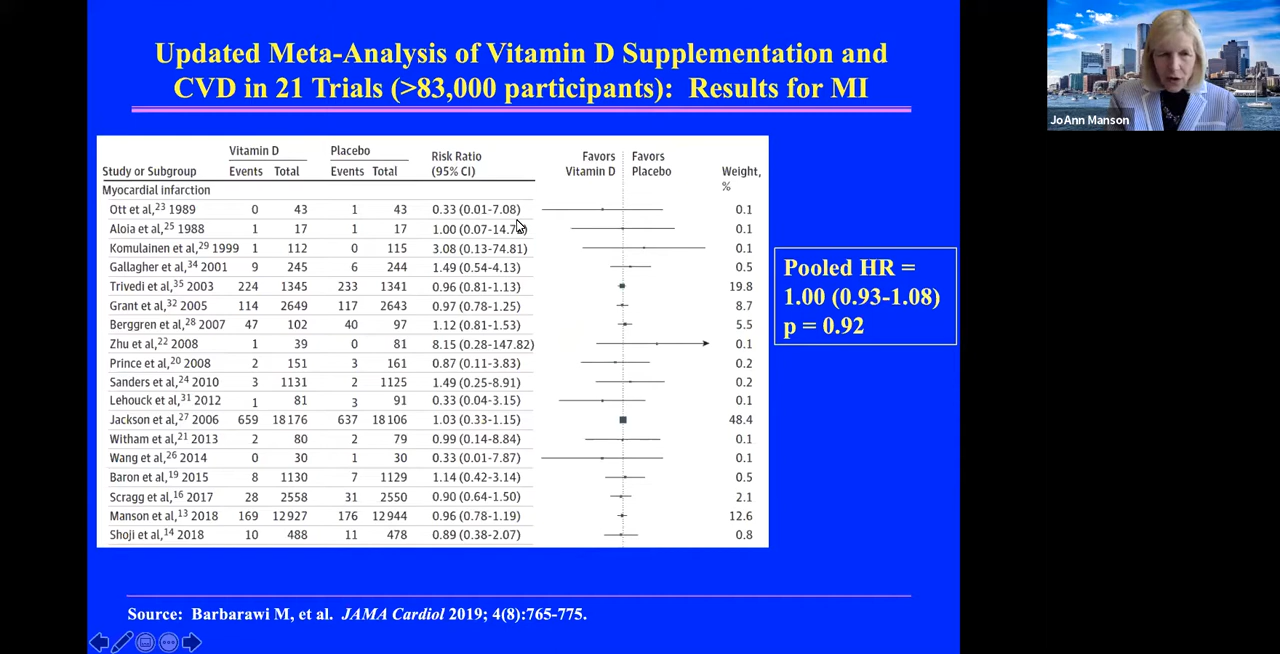 Updated Meta-Analysis of Vitamin D Supplementation and
CVD in 21 Trials (>83,000 participants): Results for MI
JoAnn Manson
Vitamin D Placebo Risk Ratio Favors Favors Weight,
Study or Subgroup Events Total Events Total (95% CI) Vitamin D Placebo %
Myocardial infarction
Ott et al,23 1989 0 43 1 43 0.33 (0.01-7.08) 0.1
Aloia et al,25 1988 1 17 1 17 1.00 (0.07-14.7 0.1
Komulainen et al,29 1999 1 112 0 115 3.08 (0.13-74.81) 0.1
Gallagher et al,34 2001 9 245 6 244 1.49 (0.54-4.13) 0.5
Trivedi et al,35 2003 224 1345 233 1341 0.96 (0.81-1.13) 19.8
Grant et al,32 2005 114 2649 117 2643 0.97 (0.78-1.25) 8.7
Berggren et al,28 2007 47 102 40 97 1.12 (0.81-1.53) 5.5
Zhu et al,22 2008 1 39 0 81 8.15 (0.28-147.82) 0.1
Prince et al,20 2008 2 151 3 161 0.87 (0.11-3.83) 0.2
Sanders et al,24 2010 3 1131 2 1125 1.49 (0.25-8.91) 0.2
Lehouck et al,31 2012 1 81 3 91 0.33 (0.04-3.15) 0.1
Jackson et al,27 2006 659 18176 637 18106 1.03 (0.33-1.15) 48.4
Witham et al,21 2013 2 80 2 79 0.99 (0.14-8.84) 0.1
Wang et al,26 2014 0 30 1 30 0.33 (0.01-7.87) 0.1
Baron et al,19 2015 8 1130 7 1129 1.14 (0.42-3.14) 0.5
Scragg et al,16 2017 28 2558 31 2550 0.90 (0.64-1.50) 2.1
Manson et al,13 2018 169 12927 176 12944 0.96 (0.78-1.19) 12.6
Shoji et al,14 2018 10 488 11 478 0.89 (0.38-2.07) 0.8
Pooled HR =
1.00 (0.93-1.08)
p = 0.92
Source: Barbarawi M, et al. JAMA Cardiol 2019; 4(8):765-775.